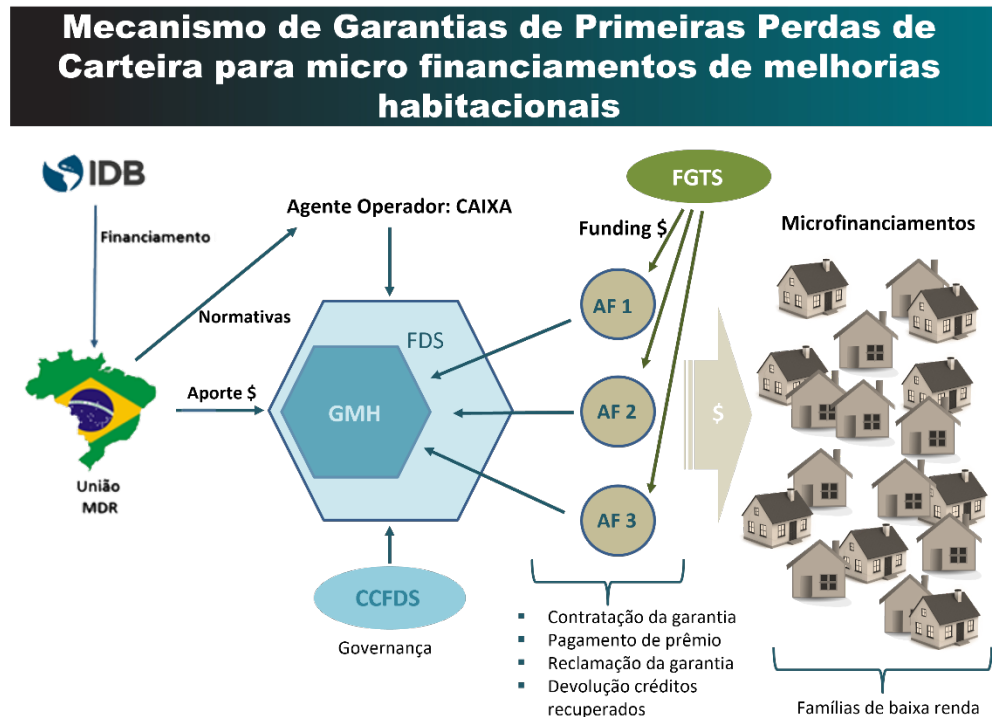 Mecanismo de Garantias de Primeiras Perdas de
Carteira para micro financiamentos de melhorias
habitacionais
IDB
Financiamento
Agente Operador: CAIXA
FGTS
Funding $
Microfinanciamentos
Normativas
FDS
AF 1
Aporte $
GMH
AF 2
$
União
MDR
AF 3
CCFDS
Governança
▪ Contratação da garantia
▪ Pagamento de prêmio
▪ Reclamação da garantia
▪ Devolução créditos
recuperados
Famílias de baixa renda